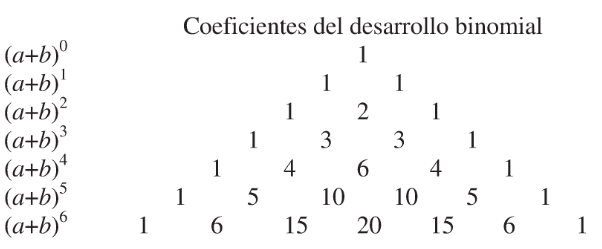 Coeficientes del desarrollo binomial
(a+b)⁰ 1
(a+b)¹ 1 1
(a+b)² 1 2 1
(a+b)³ 1 3 3 1
(a+b)⁴ 1 4 6 4 1
(a+b)⁵ 1 5 10 10 5 1
(a+b)⁶ 1 6 15 20 15 6 1